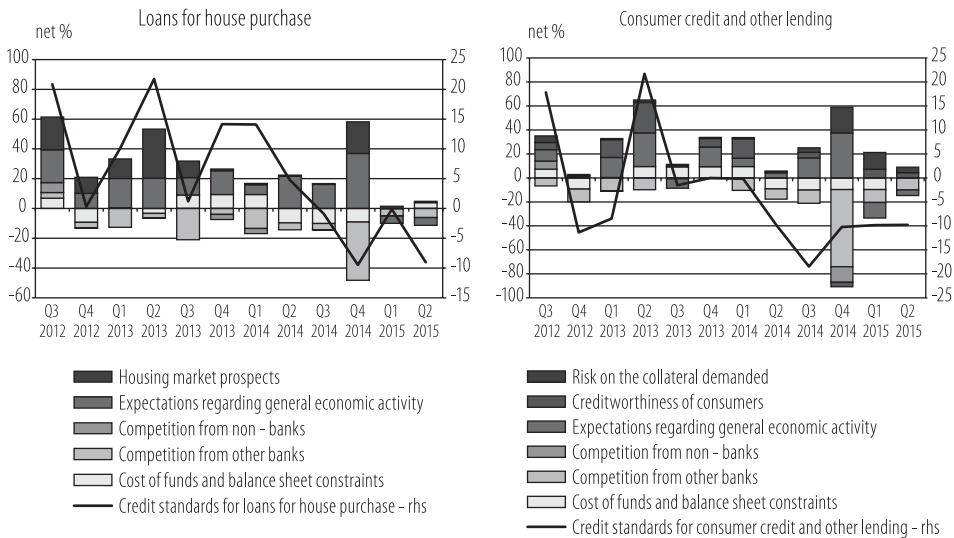 Loans for house purchase
net %
100
80
60
40
20
0
-20
-40
-60
25
20
15
10
5
0
-5
-10
-15
Q3 Q4 Q1 Q2 Q3 Q4 Q1 Q2 Q3 Q4 Q1 Q2
2012 2012 2013 2013 2013 2013 2014 2014 2014 2014 2015 2015
Housing market prospects
Expectations regarding general economic activity
Competition from non - banks
Competition from other banks
Cost of funds and balance sheet constraints
Credit standards for loans for house purchase - rhs
Consumer credit and other lending
net %
100
80
60
40
20
0
-20
-40
-60
-80
-100
25
20
15
10
5
0
-5
-10
-15
-20
-25
Q3 Q4 Q1 Q2 Q3 Q4 Q1 Q2 Q3 Q4 Q1 Q2
2012 2012 2013 2013 2013 2013 2014 2014 2014 2014 2015 2015
Risk on the collateral demanded
Creditworthiness of consumers
Expectations regarding general economic activity
Competition from non - banks
Competition from other banks
Cost of funds and balance sheet constraints
Credit standards for consumer credit and other lending - rhs